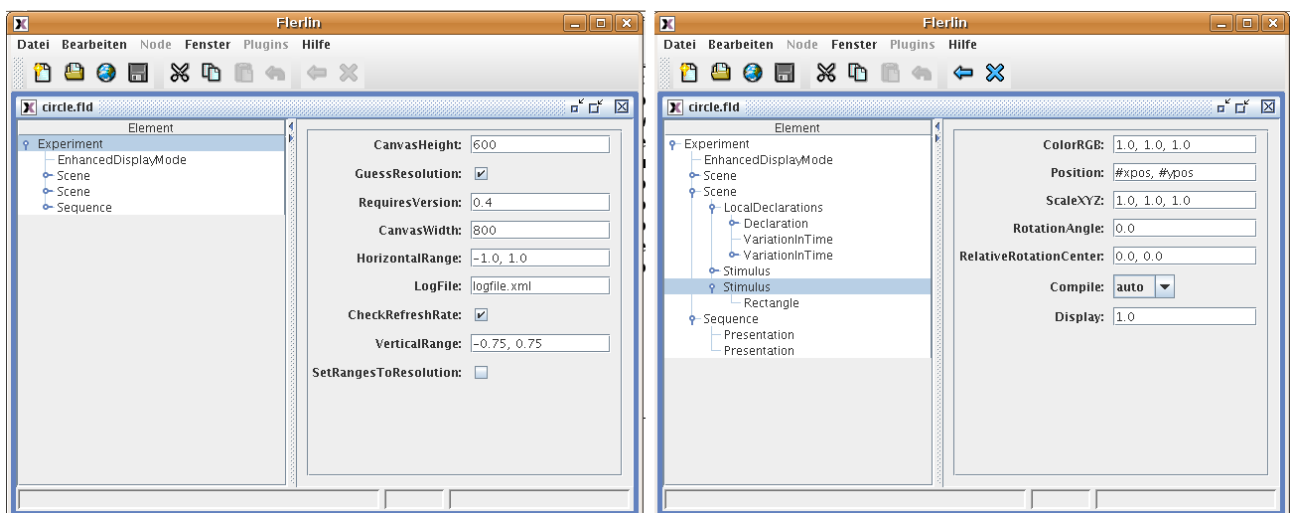 Flerlin
Datei Bearbeiten Node Fenster Plugins Hilfe
circle.fld
Element
Experiment
EnhancedDisplayMode
Scene
Scene
Sequence
CanvasHeight: 600
GuessResolution:
RequiresVersion: 0.4
CanvasWidth: 800
HorizontalRange: -1.0, 1.0
LogFile: logfile.xml
CheckRefreshRate:
VerticalRange: -0.75, 0.75
SetRangesToResolution:
Flerlin
Datei Bearbeiten Node Fenster Plugins Hilfe
circle.fld
Element
Experiment
EnhancedDisplayMode
Scene
Scene
LocalDeclarations
Declaration
VariationInTime
VariationInTime
Stimulus
Stimulus
Rectangle
Sequence
Presentation
Presentation
ColorRGB: 1.0, 1.0, 1.0
Position: #xpos, #ypos
ScaleXYZ: 1.0, 1.0, 1.0
RotationAngle: 0.0
RelativeRotationCenter: 0.0, 0.0
Compile: auto
Display: 1.0